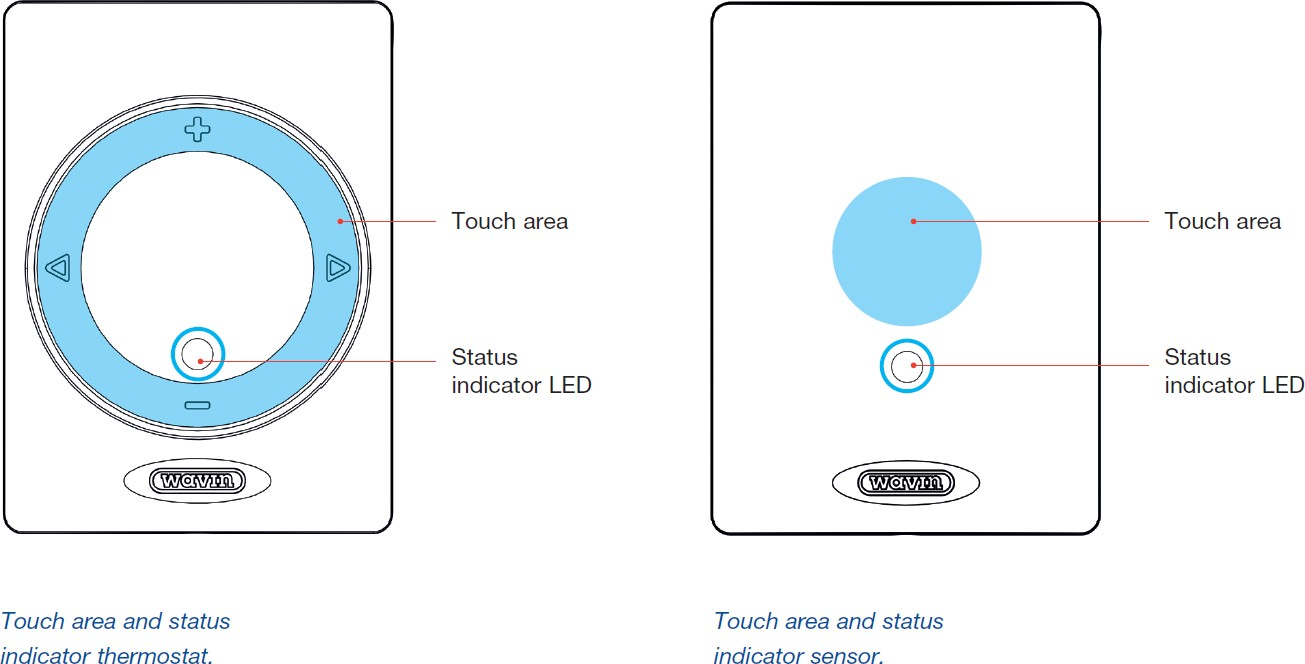 Touch area
Status
indicator LED
wavin
Touch area and status
indicator thermostat.
Touch area
Status
indicator LED
wavin
Touch area and status
indicator sensor.